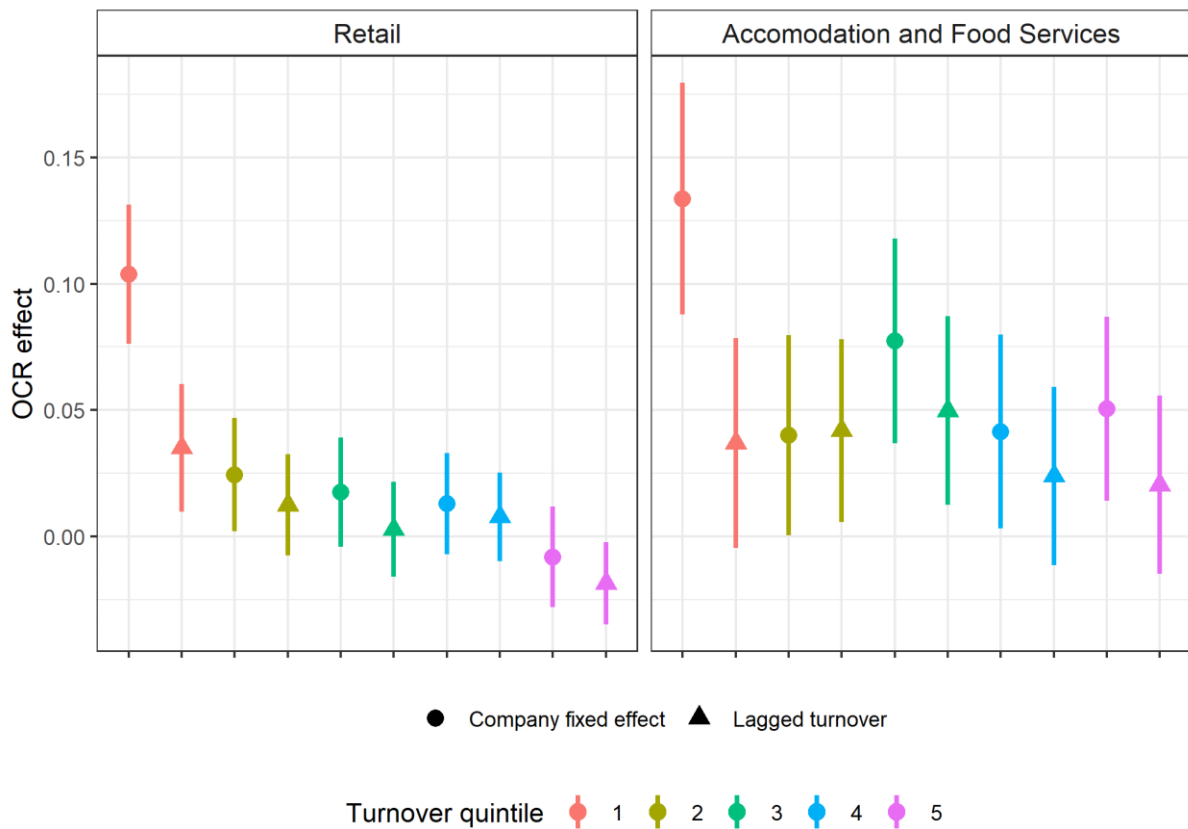 Retail
Accomodation and Food Services
OCR effect
0.15
0.10
0.05
0.00
Company fixed effect
Lagged turnover
Turnover quintile
1
2
3
4
5